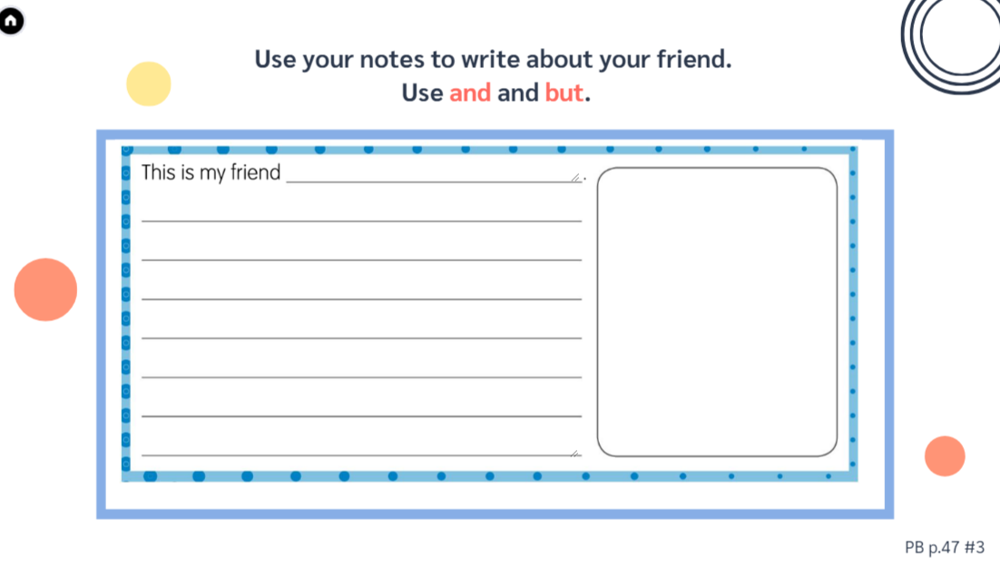 Use your notes to write about your friend.
Use and and but.
This is my friend .
PB p.47 #3